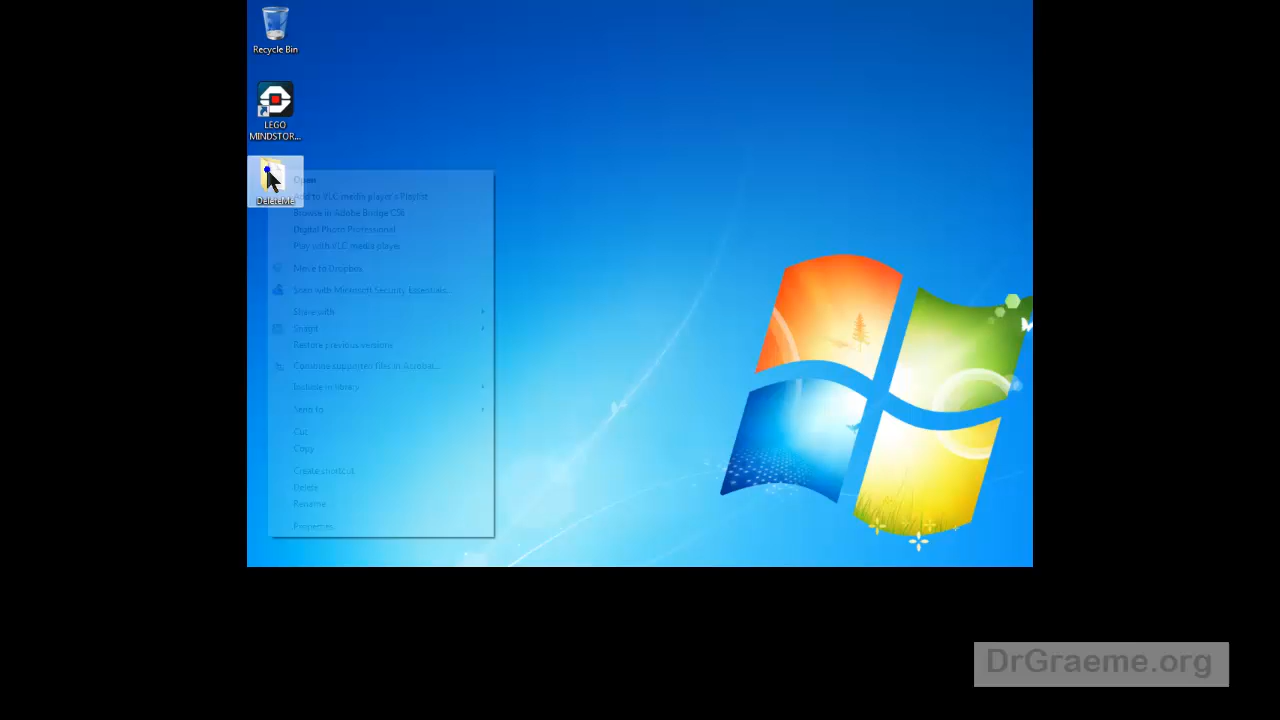 Recycle Bin
LEGO
MINDSTOR...
DeleteMe
Open
Add to VLC media player's Playlist
Browse in Adobe Bridge CS6
Digital Photo Professional
Play with VLC media player
Move to Dropbox
Scan with Microsoft Security Essentials...
Share with
Snagit
Restore previous versions
Combine supported files in Acrobat...
Include in library
Send to
Cut
Copy
Create shortcut
Delete
Rename
Properties
DrGraeme.org